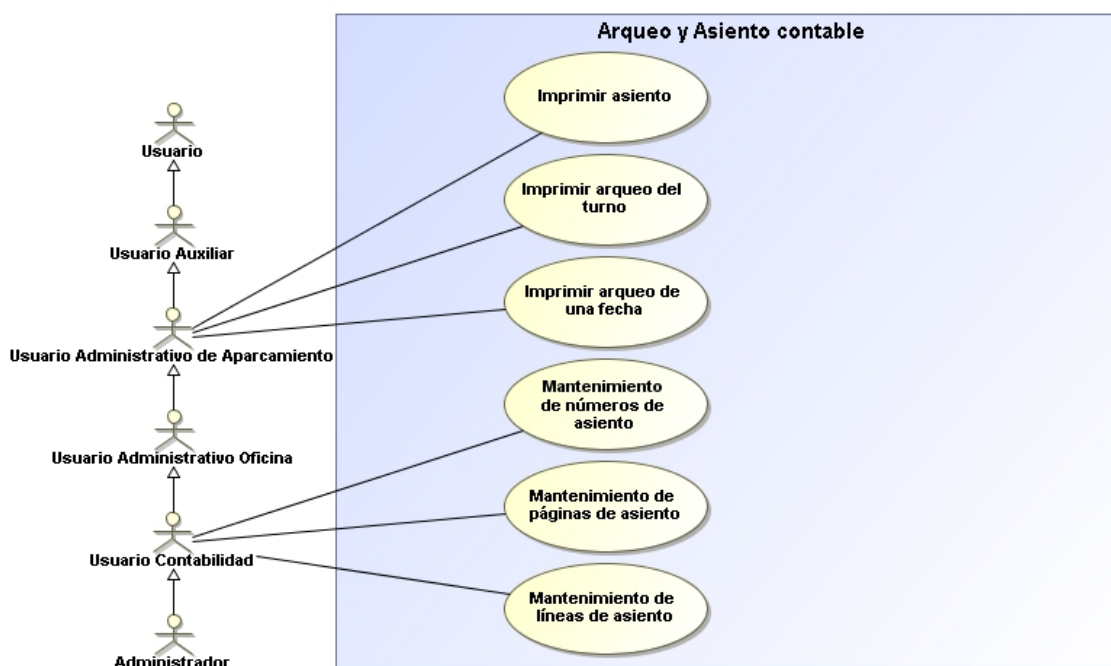 Arqueo y Asiento contable
Imprimir asiento
Usuario
Imprimir arqueo del
turno
Usuario Auxiliar
Imprimir arqueo de
una fecha
Usuario Administrativo de Aparcamiento
Mantenimiento
de números de
asiento
Usuario Administrativo Oficina
Mantenimiento de
páginas de asiento
Usuario Contabilidad
Mantenimiento de
líneas de asiento
Administrador